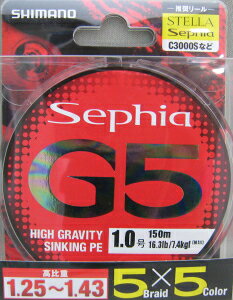 SHIMANO
推奨リール
STELLA
Sephia
C3000Sなど
Sephia
G5
HIGH GRAVITY
SINKING PE
1.0号
150m
16.3lb/7.4kgf
高比重
1.25~1.43
5×5
Braid Color